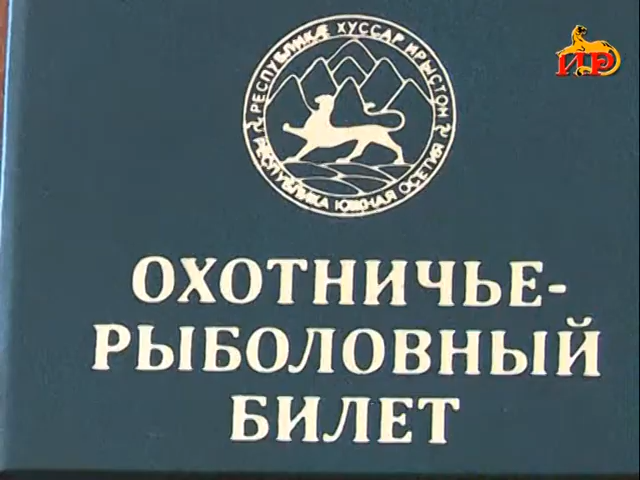 РЕСПУБЛИКӔ ХУССАР ИРЫСТОН
РЕСПУБЛИКА ЮЖНАЯ ОСЕТИЯ
ИР
ОХОТНИЧЬЕ-
РЫБОЛОВНЫЙ
БИЛЕТ